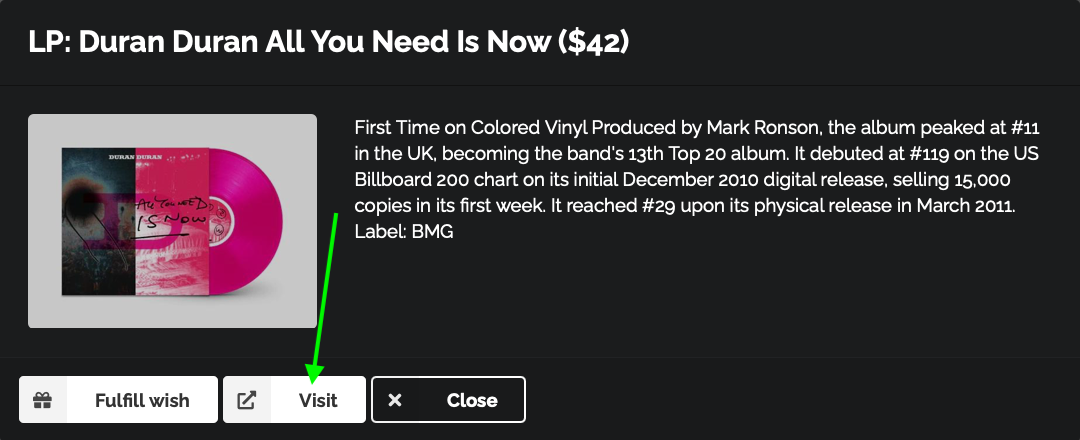 LP: Duran Duran All You Need Is Now ($42)
DURAN DURAN
ALL YOU NEED
IS NOW
First Time on Colored Vinyl Produced by Mark Ronson, the album peaked at #11
in the UK, becoming the band's 13th Top 20 album. It debuted at #119 on the US
Billboard 200 chart on its initial December 2010 digital release, selling 15,000
copies in its first week. It reached #29 upon its physical release in March 2011.
Label: BMG
Fulfill wish
Visit
Close